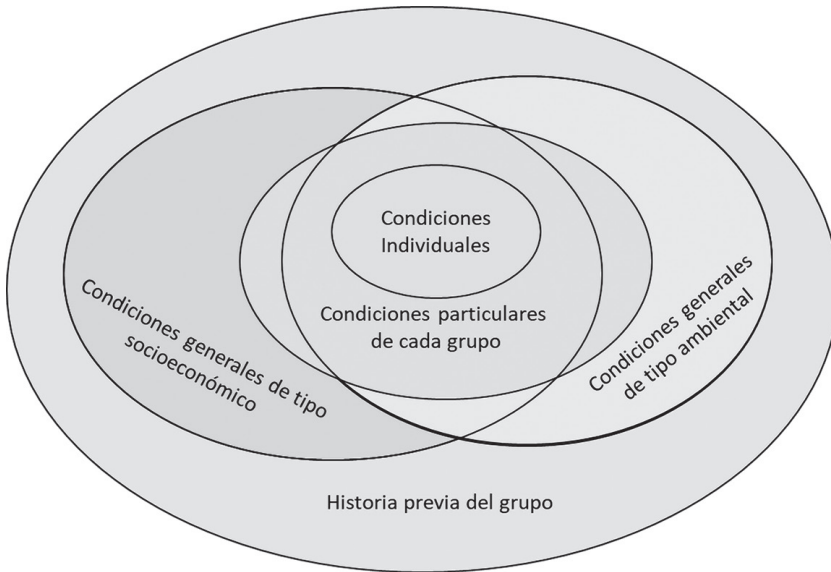 Condiciones
Individuales
Condiciones particulares
de cada grupo
Condiciones generales de tipo
socioeconómico
Condiciones generales
de tipo ambiental
Historia previa del grupo